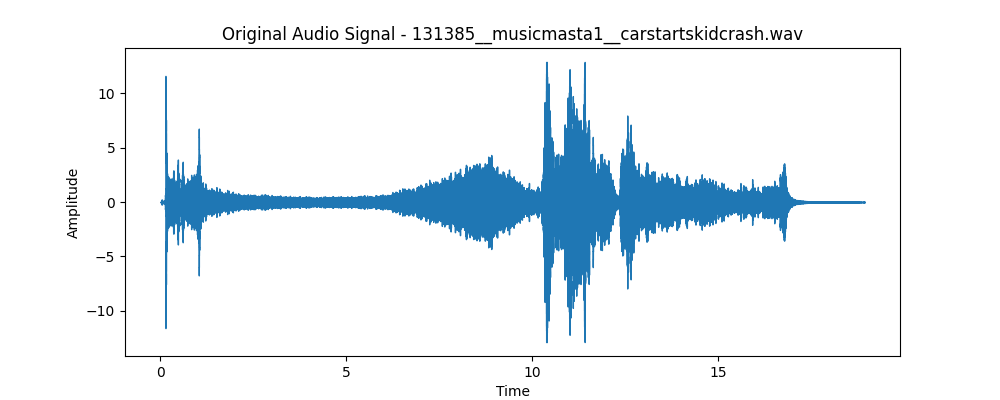 Original Audio Signal - 131385__musicmasta1__carstartskidcrash.wav
10
5
0
−5
−10
Amplitude
0 5 10 15
Time